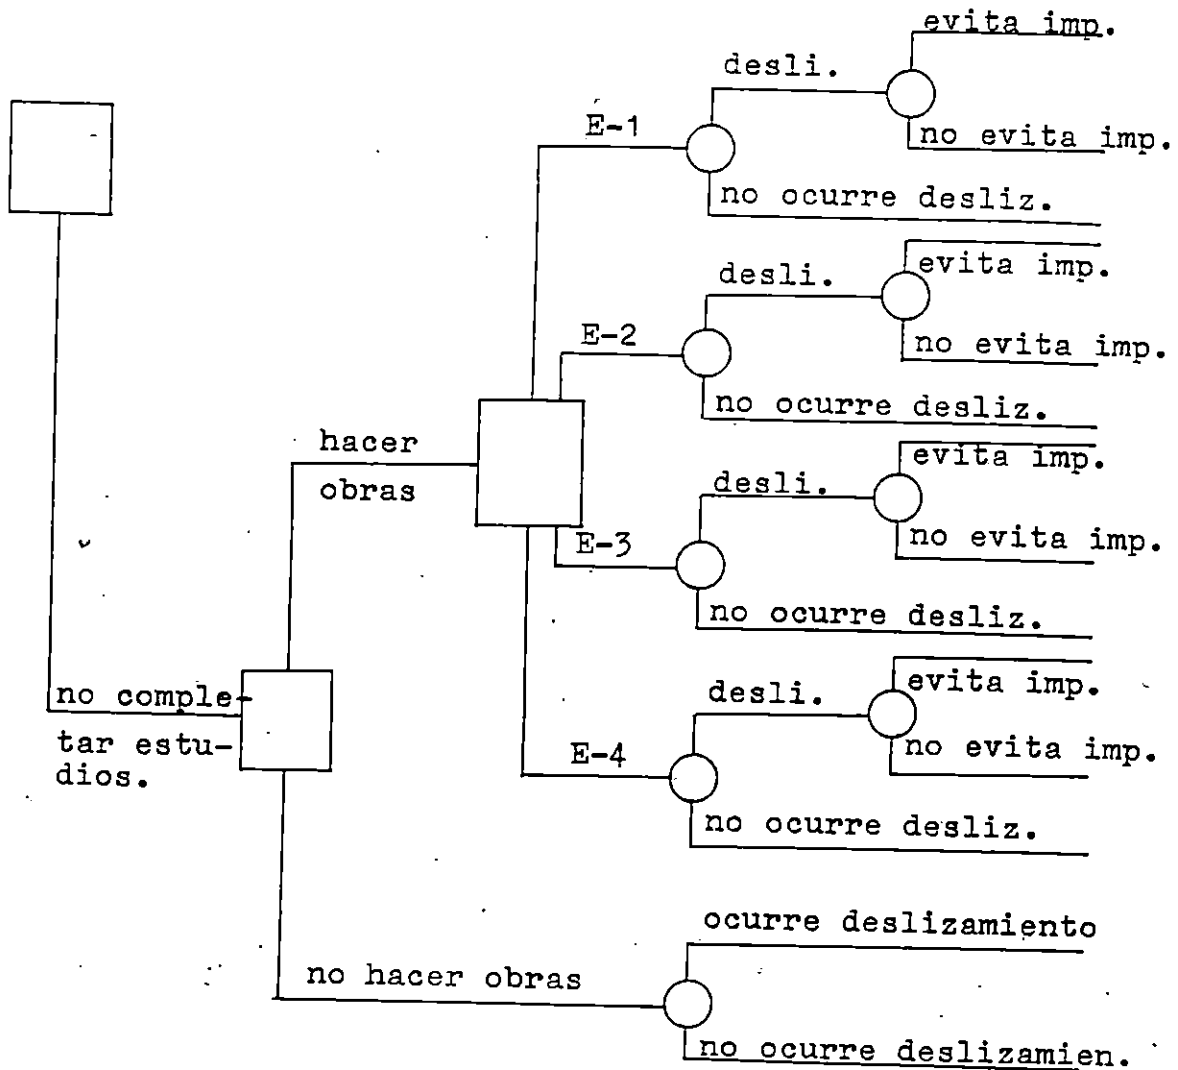 evita imp.
desli.
E-1
no evita imp.
no ocurre desliz.
evita imp.
desli.
E-2
no evita imp.
no ocurre desliz.
hacer
obras
evita imp.
desli.
E-3
no evita imp.
no ocurre desliz.
no comple-
tar estu-
dios.
evita imp.
desli.
E-4
no evita imp.
no ocurre desliz.
ocurre deslizamiento
no hacer obras
no ocurre deslizamien.